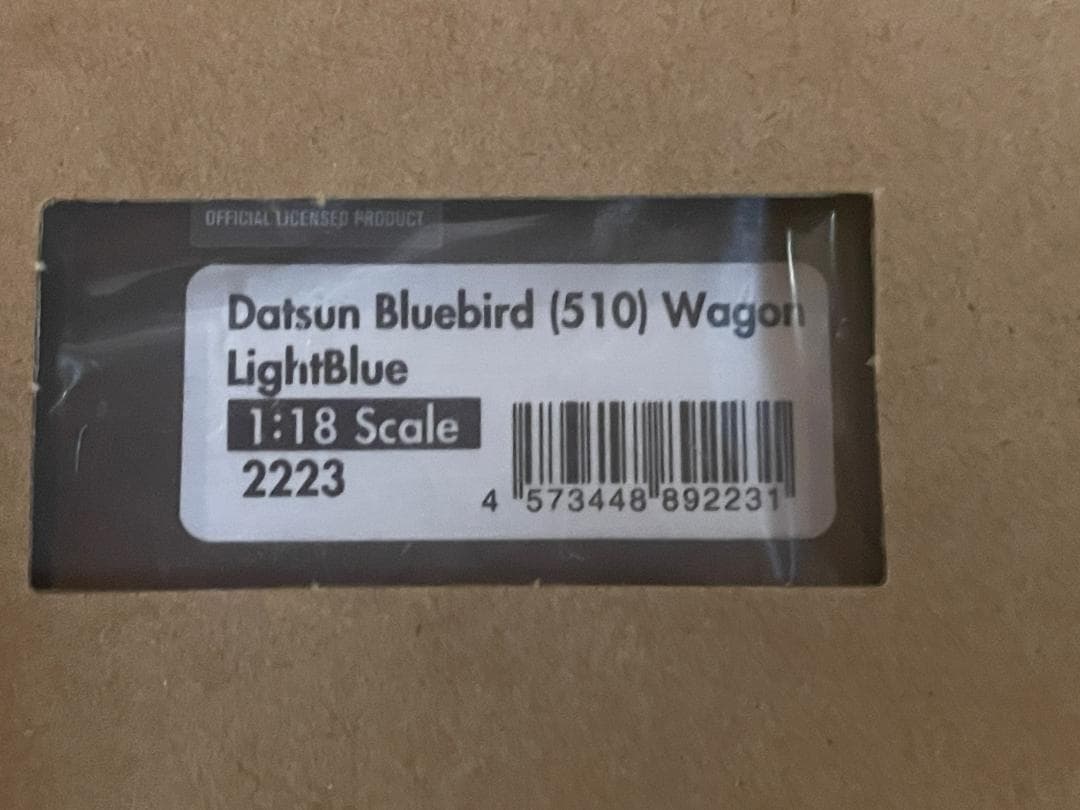 OFFICIAL LICENSED PRODUCT
Datsun Bluebird (510) Wagon
LightBlue
1:18 Scale
2223
4 573448 892231